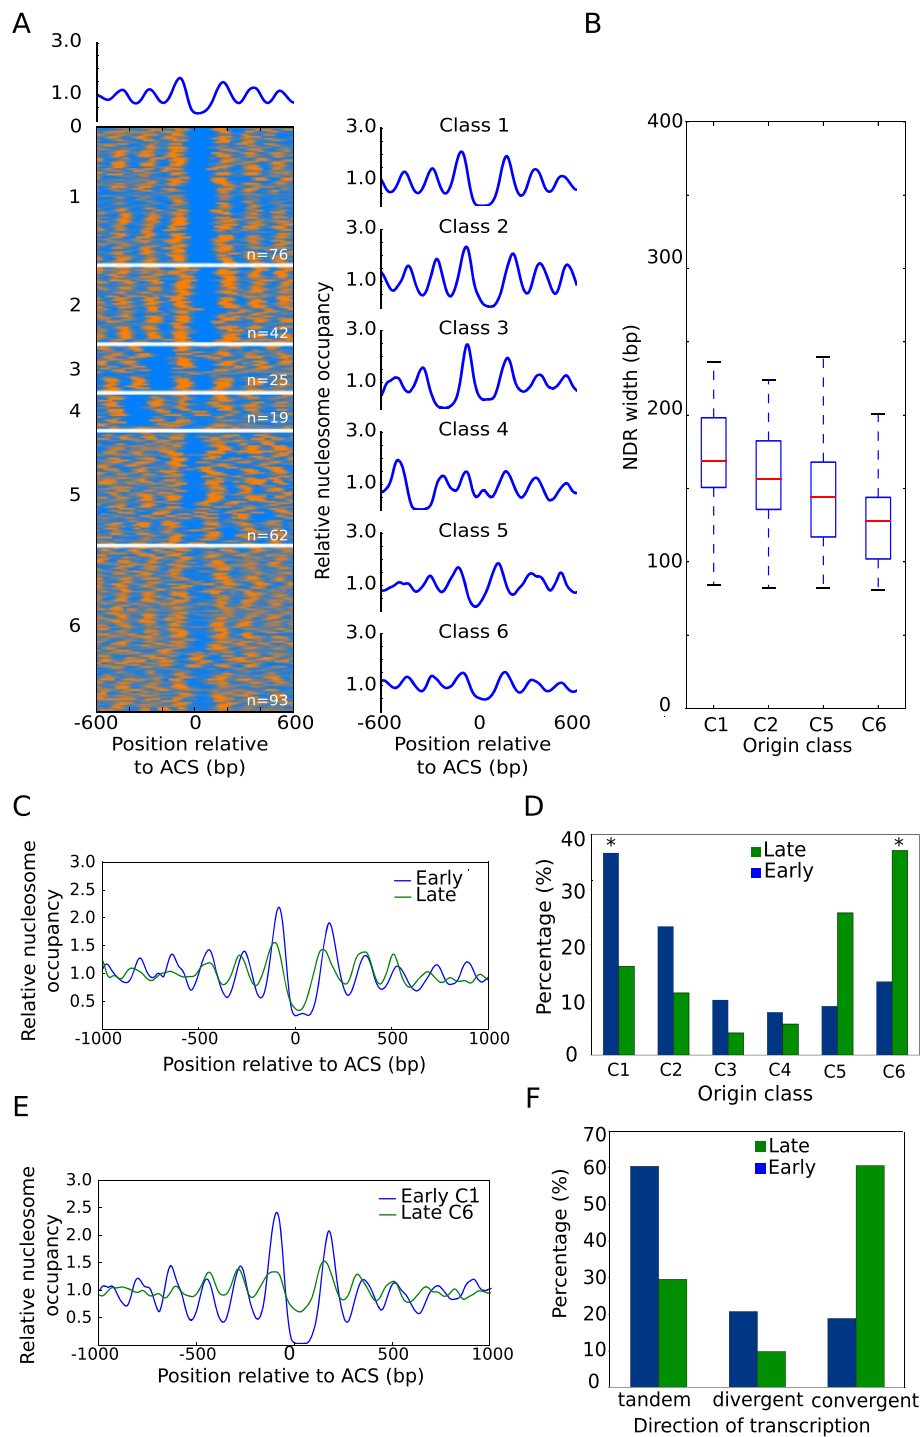 A
3.0
1.0
0
1
n=76
2
n=42
3
n=25
4
n=19
5
n=62
6
n=93
-6600
0
600
Position relative
to ACS (bp)
Relative nucleosome occupancy
3.0
Class 1
1.0
3.0
Class 2
1.0
3.0
Class 3
1.0
3.0
Class 4
1.0
3.0
Class 5
1.0
3.0
Class 6
1.0
-6600
0
600
Position relative
to ACS (bp)
B
NDR width (bp)
400
300
200
100
0
C1
C2
C5
C6
Origin class
C
Relative nucleosome
occupancy
3.0
2.5
2.0
1.5
1.0
0.5
Early
Late
-1000
-500
0
500
1000
Position relative to ACS (bp)
D
Percentage (%)
40
30
20
10
0
*
*
Late
Early
C1
C2
C3
C4
C5
C6
Origin class
E
Relative nucleosome
occupancy
3.0
2.5
2.0
1.5
1.0
0.5
Early C1
Late C6
-1000
-500
0
500
1000
Position relative to ACS (bp)
F
Percentage (%)
70
60
50
40
30
20
10
0
Late
Early
tandem
divergent
convergent
Direction of transcription